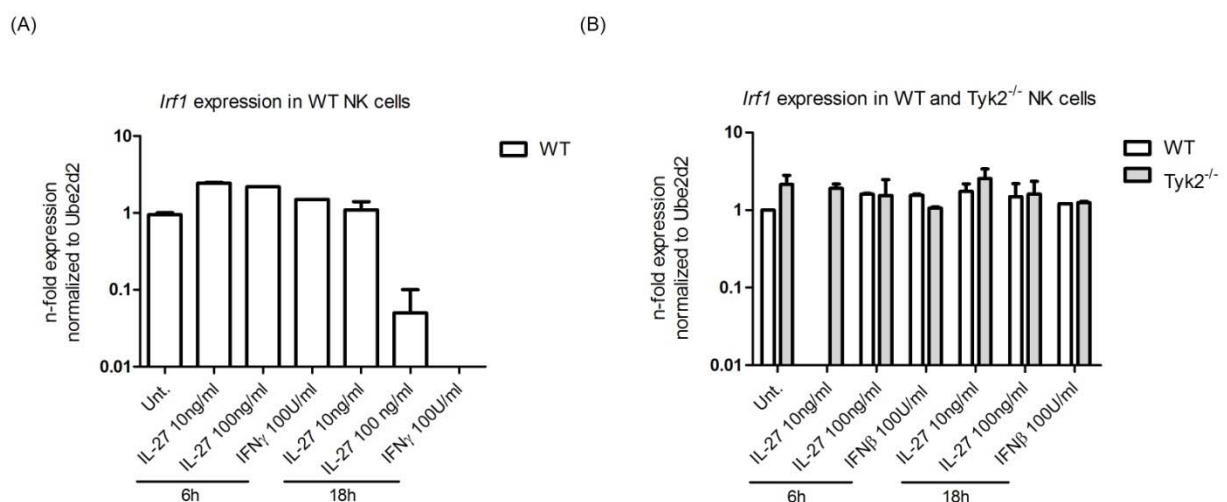 (A)
Irf1 expression in WT NK cells
WT
n-fold expression
normalized to Ube2d2
10
1
0.1
0.01
Unt.
IL-27 10ng/ml
IL-27 100ng/ml
IFNγ 100U/ml
IL-27 10ng/ml
IL-27 100 ng/ml
IFNγ 100U/ml
6h
18h
(B)
Irf1 expression in WT and Tyk2-/- NK cells
WT
Tyk2-/-
n-fold expression
normalized to Ube2d2
10
1
0.1
0.01
Unt.
IL-27 10ng/ml
IL-27 100ng/ml
IFNβ 100U/ml
IL-27 10ng/ml
IL-27 100ng/ml
IFNβ 100U/ml
6h
18h